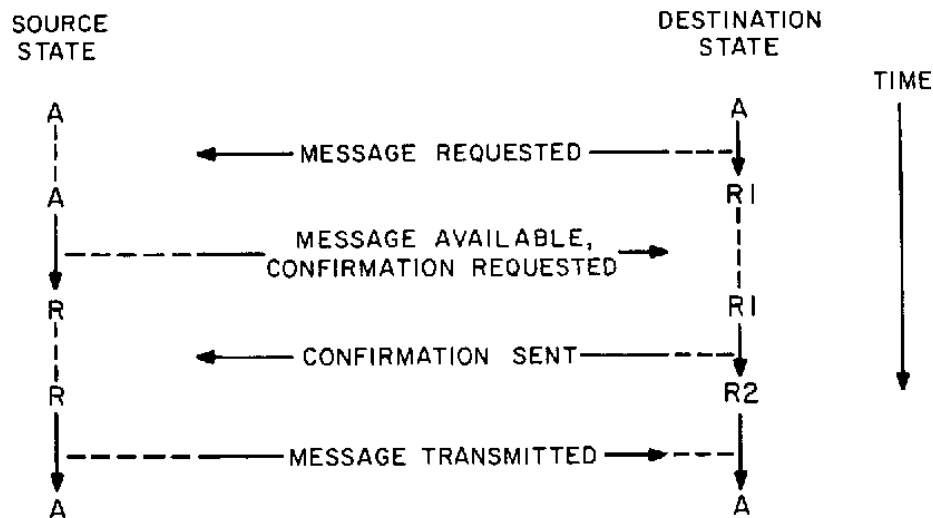 SOURCE
STATE
DESTINATION
STATE
TIME
A
A
MESSAGE REQUESTED
A
R1
MESSAGE AVAILABLE,
CONFIRMATION REQUESTED
R
R1
CONFIRMATION SENT
R
R2
MESSAGE TRANSMITTED
A
A